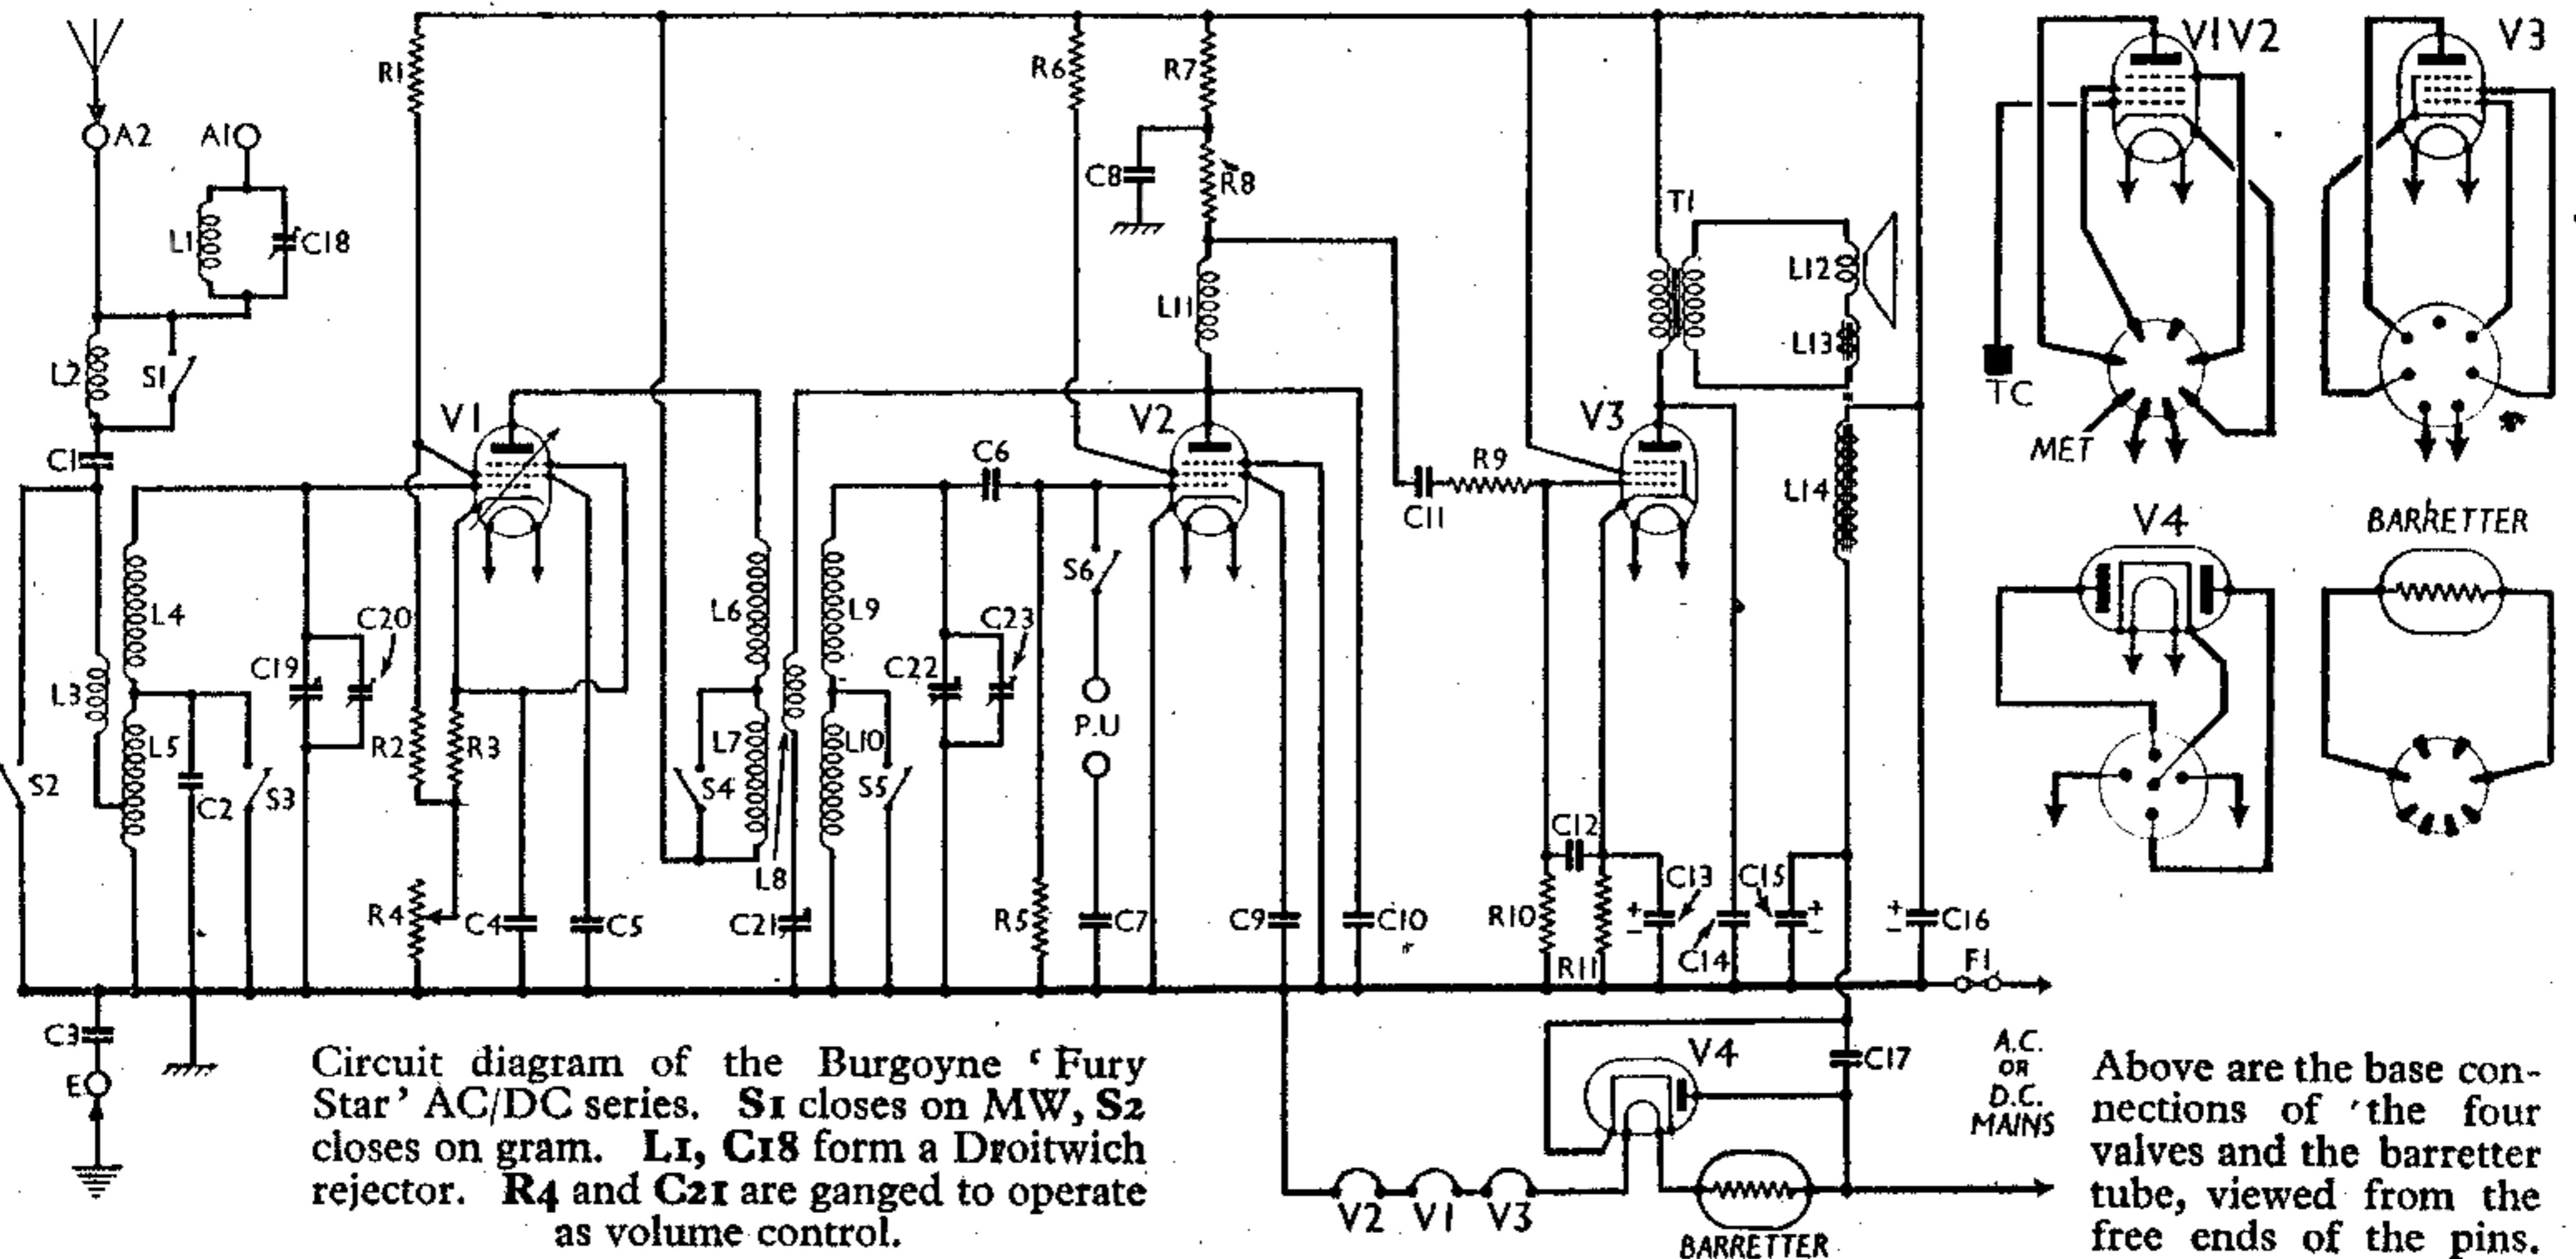 R1
R6
R7
V1 V2
V3
A2
A1
C8
R8
L1
C18
T1
L12
L11
L13
L2
S1
TC
V1
V2
V3
MET
C1
C6
R9
C11
L14
V4
BARRETTER
S6
L4
L6
L9
C20
C23
C19
C22
L3
P.U
L5
R2
R3
L7
L10
S2
C2
S3
S4
S5
C12
L8
C13
C15
R4
C4
C5
C21
R5
C7
C9
C10
R10
+
−
+
−
+
−
C16
R11
C14
F1
C3
E
V4
C17
A.C.
OR
D.C.
MAINS
V2
V1
V3
BARRETTER
Circuit diagram of the Burgoyne ‘ Fury
Star ’ AC/DC series. S1 closes on MW, S2
closes on gram. L1, C18 form a Droitwich
rejector. R4 and C21 are ganged to operate
as volume control.
Above are the base con-
nections of the four
valves and the barretter
tube, viewed from the
free ends of the pins.